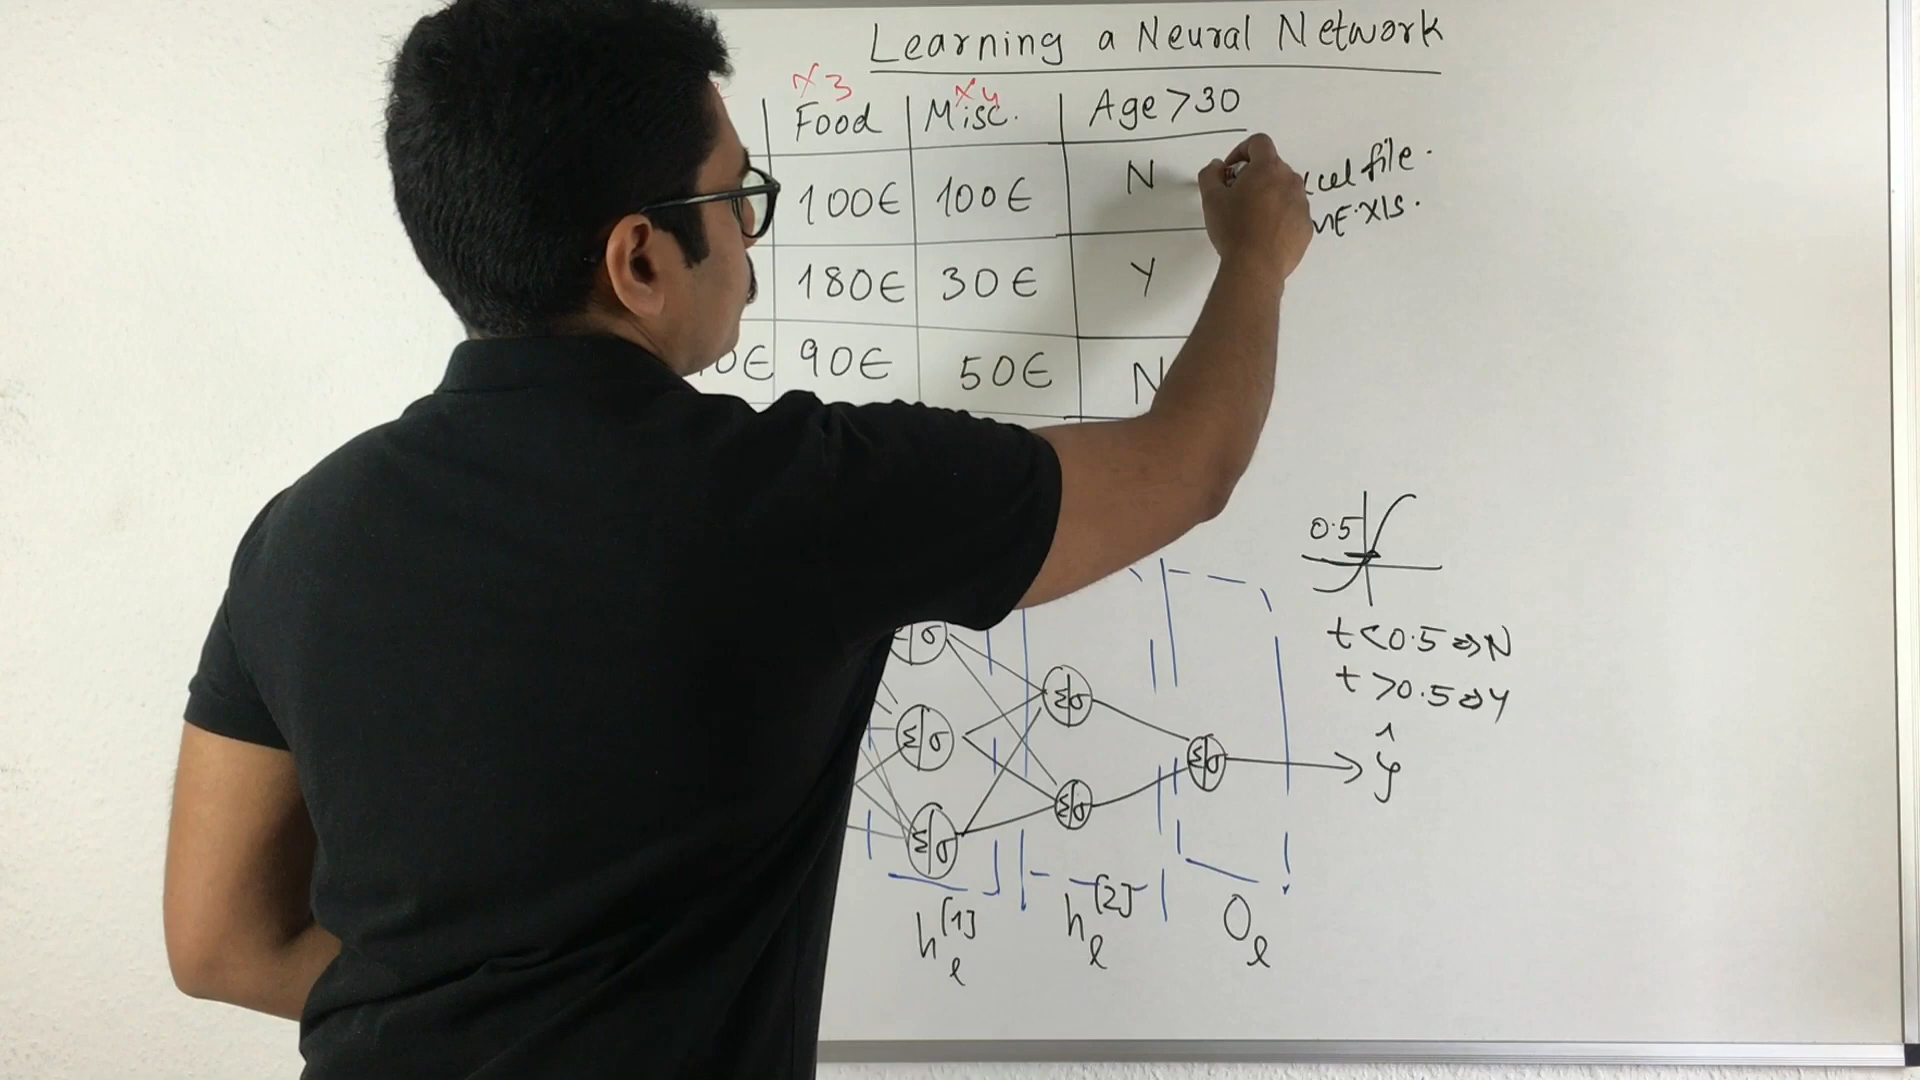 Learning a Neural Network
x3 x4
Food Misc. Age >30
100€ 100€ N
file.
.xls.
180€ 30€ Y
0€ 90€ 50€ N
0.5
t<0.5 => N
t >0.5 => Y
σ
Σ|σ
Σ|σ
Σ|σ
ŷ
Σ|σ
Σ|σ
h[1]ℓ h[2]ℓ Oℓ